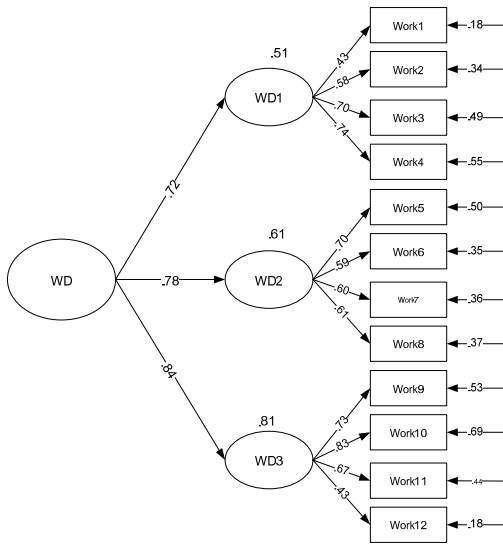 WD
.72
.78
.84
.51
WD1
.43
.58
.70
.74
Work1
.18
Work2
.34
Work3
.49
Work4
.55
.61
WD2
.70
.59
.60
.61
Work5
.50
Work6
.35
Work7
.36
Work8
.37
.81
WD3
.73
.83
.67
.43
Work9
.53
Work10
.69
Work11
.44
Work12
.18